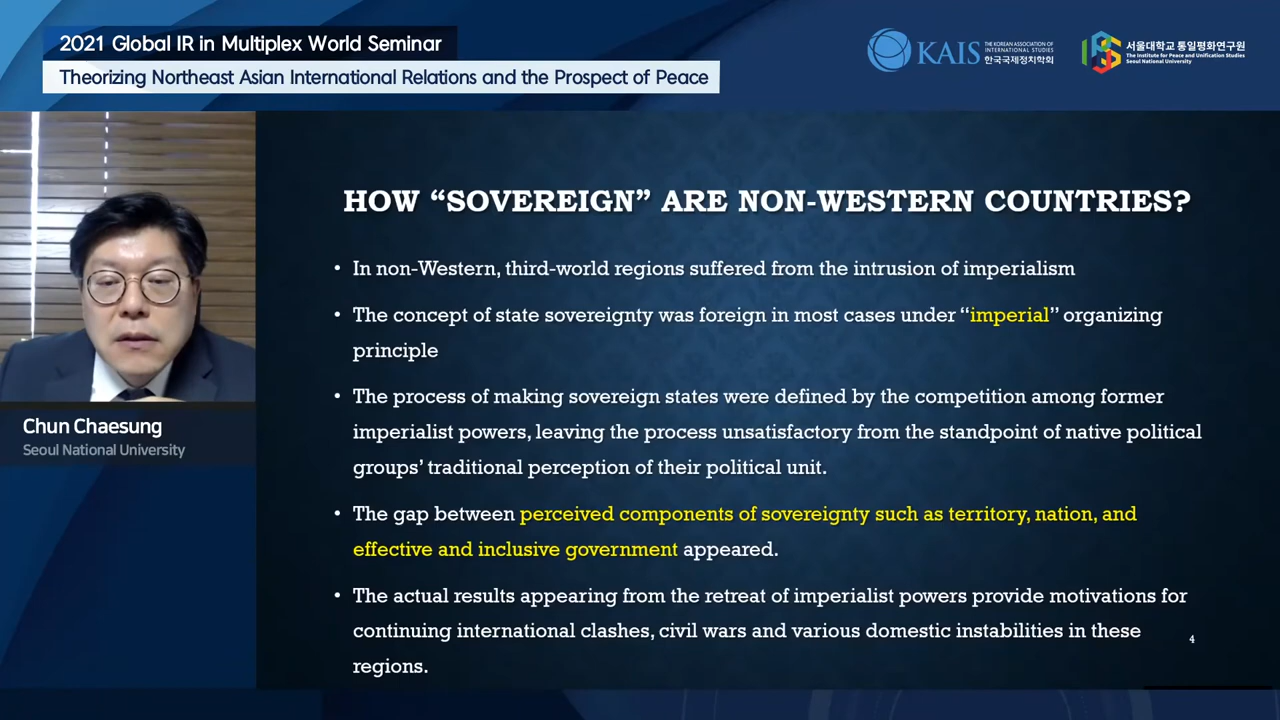 2021 Global IR in Multiplex World Seminar
Theorizing Northeast Asian International Relations and the Prospect of Peace
KAIS
THE KOREAN ASSOCIATION OF
INTERNATIONAL STUDIES
한국국제정치학회
서울대학교 통일평화연구원
The Institute for Peace and Unification Studies
Seoul National University
HOW “SOVEREIGN” ARE NON-WESTERN COUNTRIES?
• In non-Western, third-world regions suffered from the intrusion of imperialism
• The concept of state sovereignty was foreign in most cases under “imperial” organizing
principle
• The process of making sovereign states were defined by the competition among former
imperialist powers, leaving the process unsatisfactory from the standpoint of native political
groups’ traditional perception of their political unit.
• The gap between perceived components of sovereignty such as territory, nation, and
effective and inclusive government appeared.
• The actual results appearing from the retreat of imperialist powers provide motivations for
continuing international clashes, civil wars and various domestic instabilities in these
regions.
4
Chun Chaesung
Seoul National University